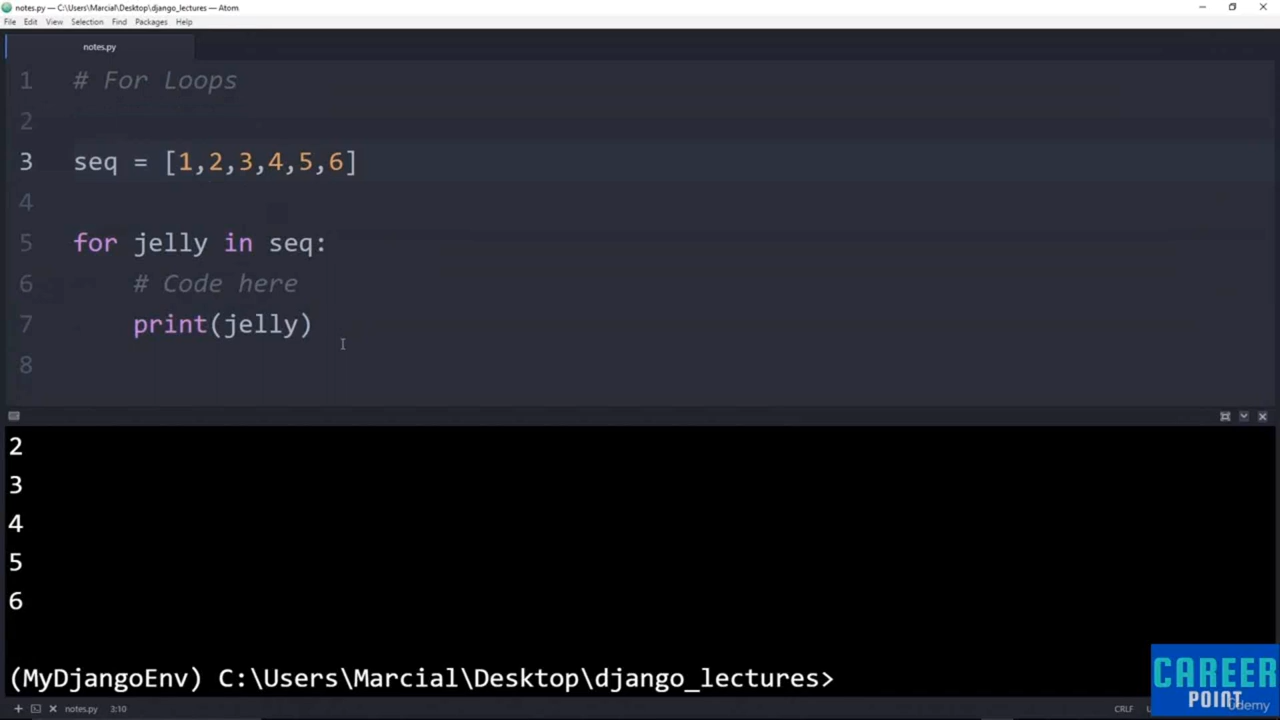 notes.py — C:\Users\Marcial\Desktop\django_lectures — Atom
File Edit View Selection Find Packages Help
notes.py
1 # For Loops
2
3 seq = [1,2,3,4,5,6]
4
5 for jelly in seq:
6 # Code here
7 print(jelly)
8
2
3
4
5
6
(MyDjangoEnv) C:\Users\Marcial\Desktop\django_lectures>
CAREER
POINT
udemy
notes.py 3:10 CRLF